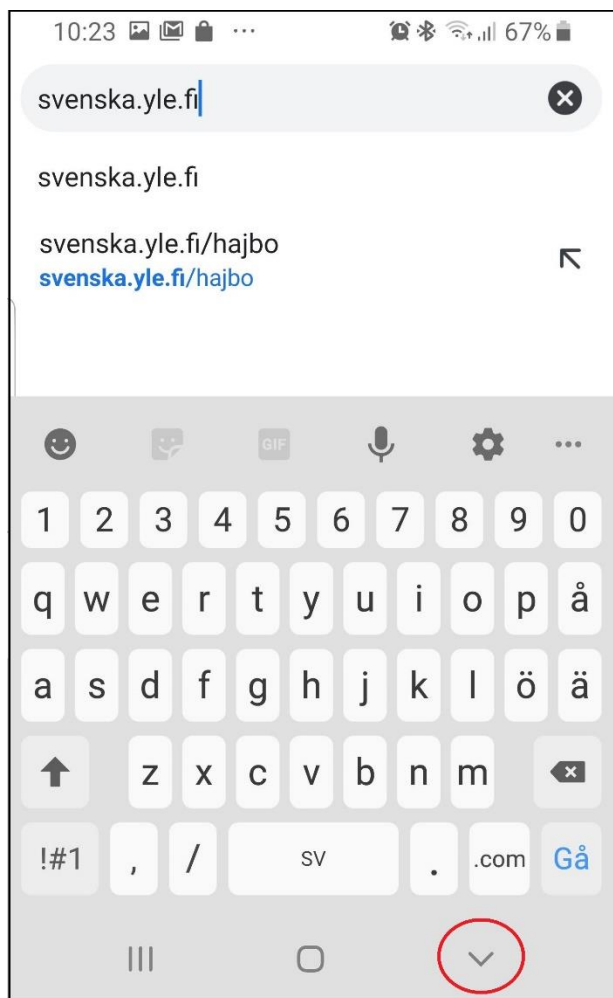 10:23 ... 67%
svenska.yle.fi
svenska.yle.fi
svenska.yle.fi/hajbo
svenska.yle.fi/hajbo
GIF
1 2 3 4 5 6 7 8 9 0
q w e r t y u i o p å
a s d f g h j k l ö ä
z x c v b n m
!#1 , / SV . .com Gå